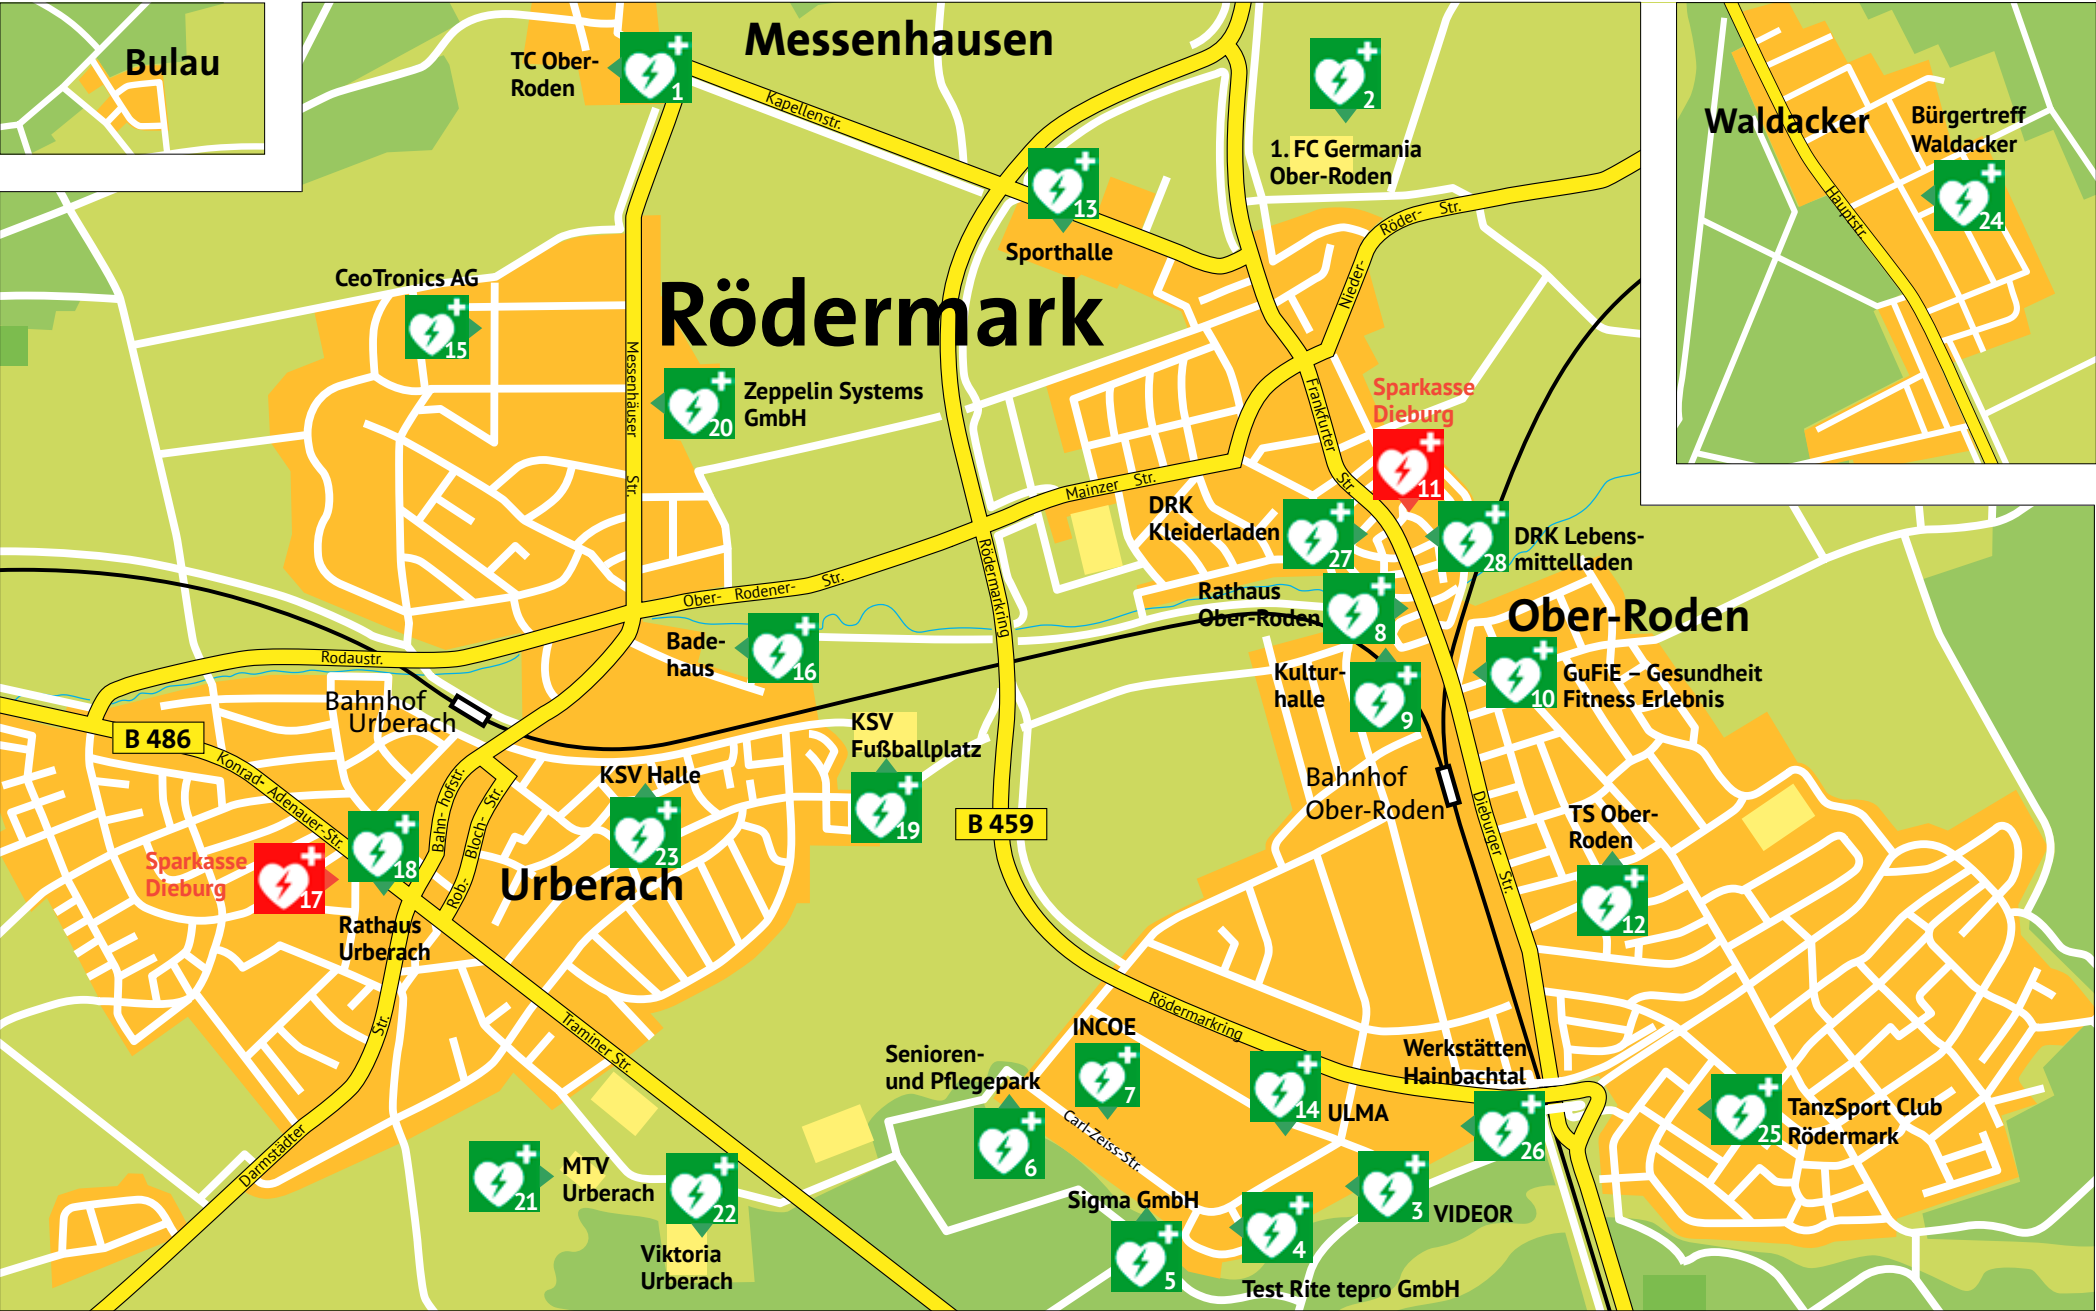 Bulau
Messenhausen
TC Ober-
Roden
1
Kapellenstr.
2
1. FC Germania
Ober-Roden
13
Sporthalle
Waldacker
Bürgertreff
Waldacker
24
Hauptstr.
Röder- Str.
Nieder-
CeoTronics AG
15
Rödermark
Messenhäuser Str.
20
Zeppelin Systems
GmbH
Frankfurter Str.
Sparkasse
Dieburg
11
Mainzer Str.
DRK
Kleiderladen
27
28
DRK Lebens-
mittelladen
Rödermarkring
Ober- Rodener- Str.
Rathaus
Ober-Roden
8
Ober-Roden
Bade-
haus
16
Rodaustr.
Kultur-
halle
9
10
GuFiE – Gesundheit
Fitness Erlebnis
Bahnhof
Urberach
B 486
KSV
Fußballplatz
19
KSV Halle
23
Konrad- Adenauer-Str.
Bahn- hofstr.
Rob.- Bloch- Str.
B 459
Bahnhof
Ober-Roden
Dieburger Str.
TS Ober-
Roden
12
Sparkasse
Dieburg
17
18
Rathaus
Urberach
Urberach
Traminer Str.
Darmstädter Str.
Rödermarkring
INCOE
7
Senioren-
und Pflegepark
6
Carl-Zeiss-Str.
14
ULMA
Werkstätten
Hainbachtal
26
25
TanzSport Club
Rödermark
21
MTV
Urberach
22
Viktoria
Urberach
Sigma GmbH
5
4
Test Rite tepro GmbH
3
VIDEOR